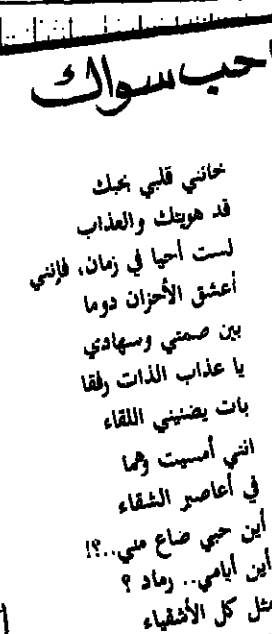 احب سواك
خانني قلبي بحبك
قد هويتك والعذاب
لست أحيا في زمان، فإنني
أعشق الأحزان دوما
بين صمتي وسهادي
يا عذاب الذات رفقا
بات يضنيني اللقاء
انني أمسيت وهما
في أعاصير الشقاء
أين حبي ضاع مني..؟!
أين أيامي.. رماد ؟
مثل كل الأشقياء